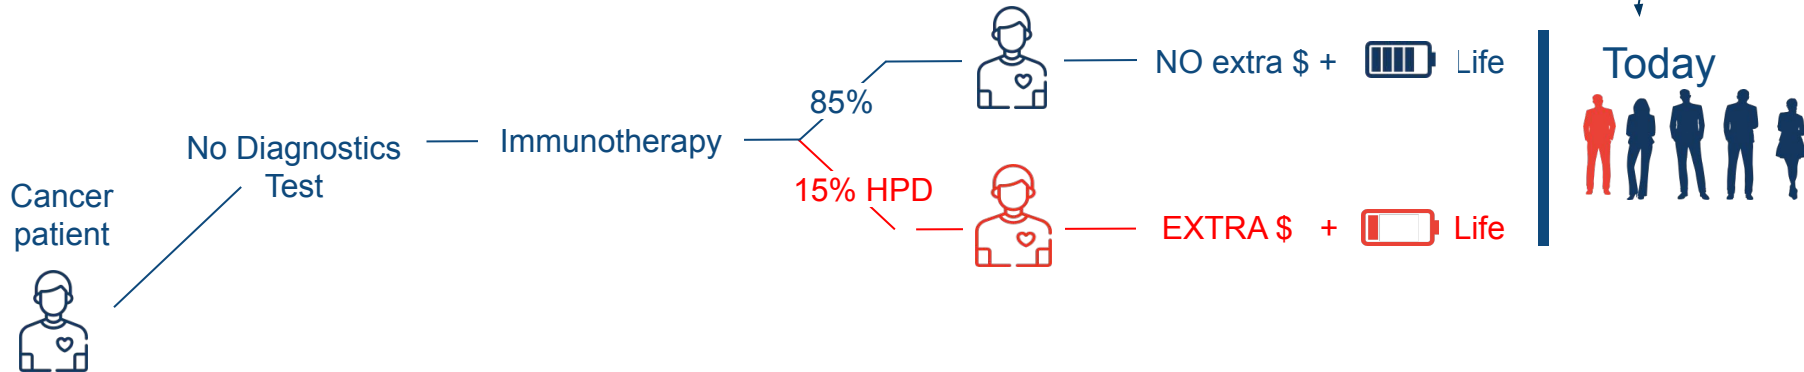 Cancer
patient
No Diagnostics
Test
Immunotherapy
85%
15% HPD
NO extra $ +
Life
EXTRA $ +
Life
Today